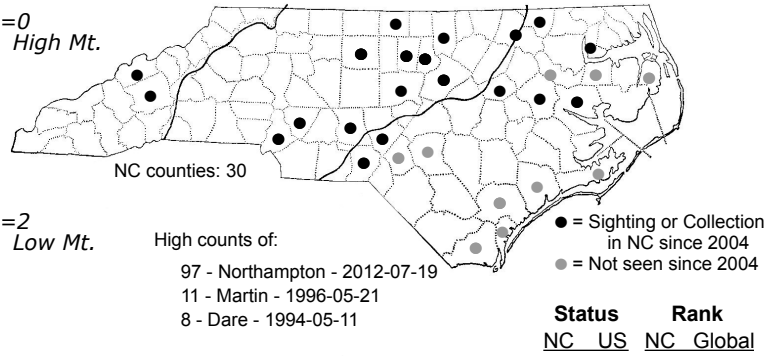 =0
High Mt.
NC counties: 30
=2
Low Mt.
High counts of:
97 - Northampton - 2012-07-19
11 - Martin - 1996-05-21
8 - Dare - 1994-05-11
= Sighting or Collection
in NC since 2004
= Not seen since 2004
Status Rank
NC US NC Global